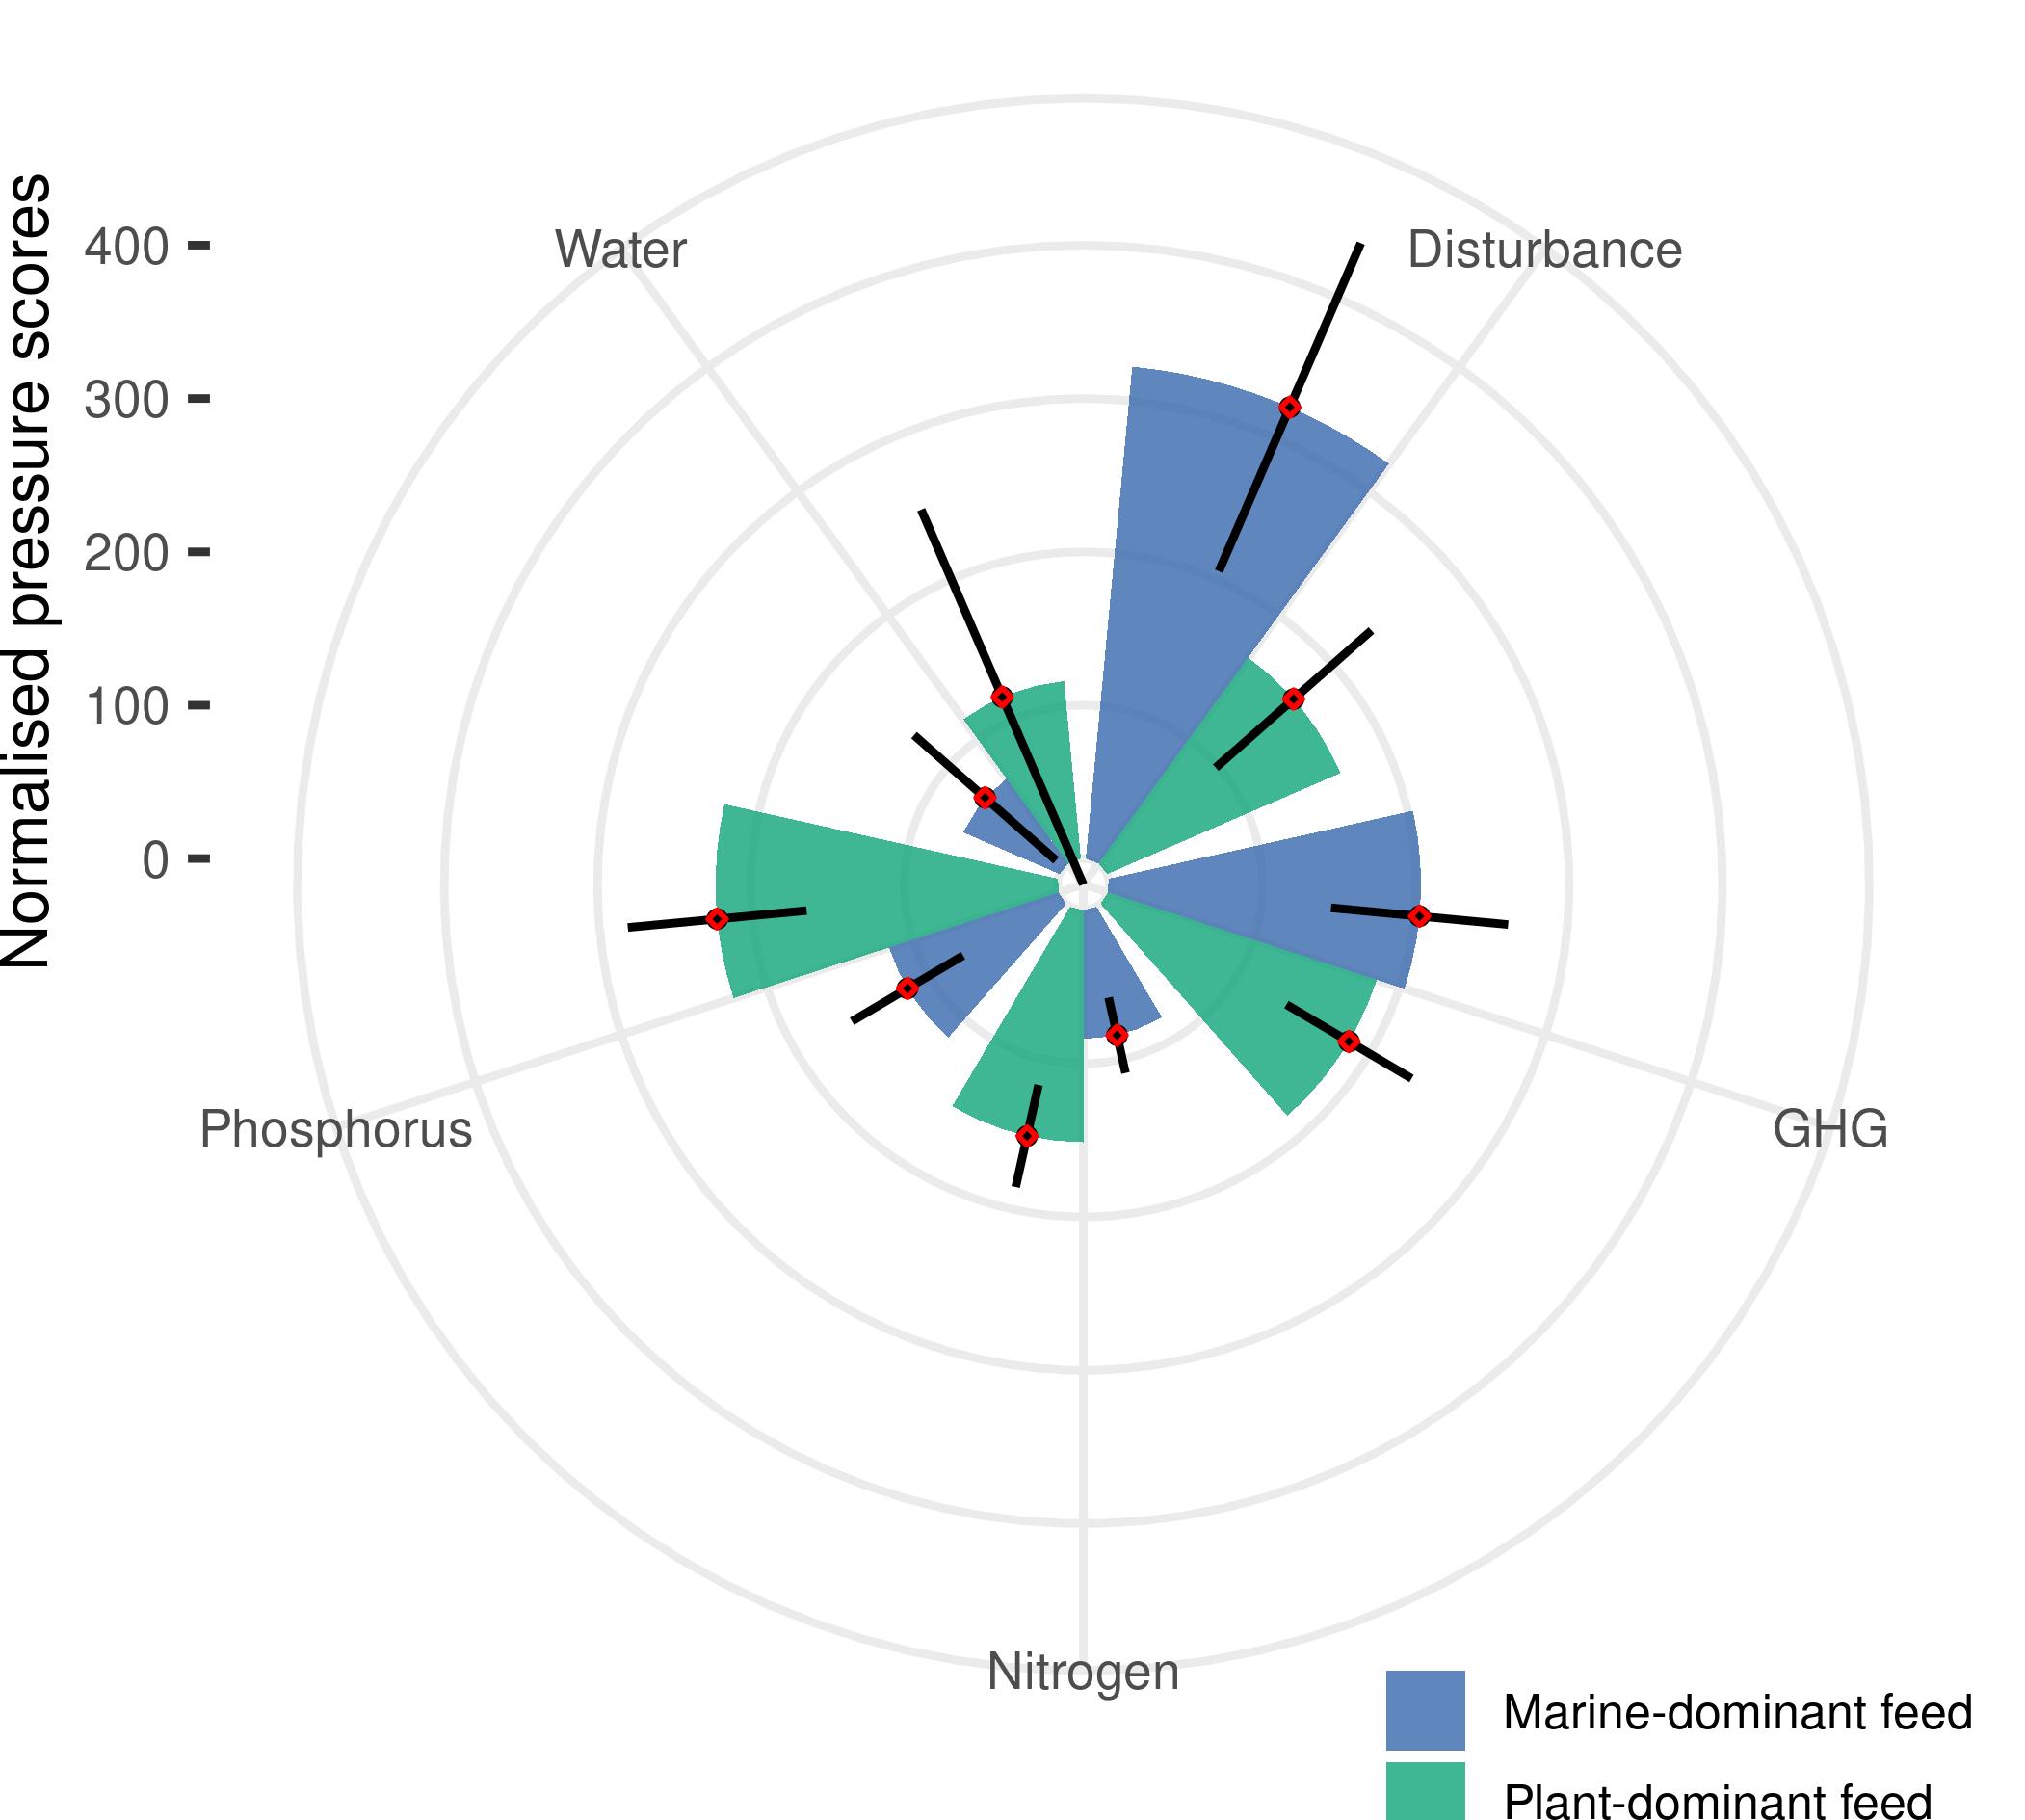 Normalised pressure scores
400
300
200
100
0
Water
Disturbance
Phosphorus
GHG
Nitrogen
Marine-dominant feed
Plant-dominant feed